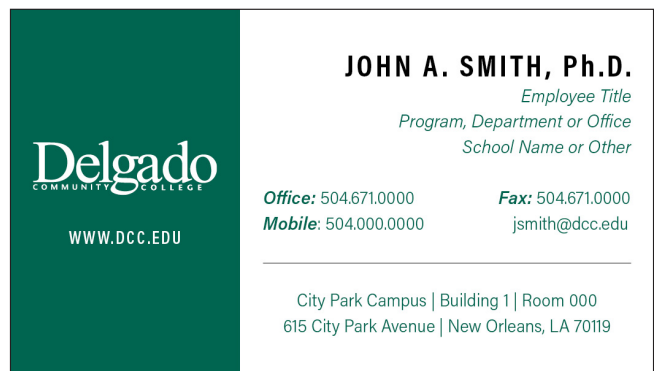 Delgado
COMMUNITY COLLEGE
WWW.DCC.EDU
JOHN A. SMITH, Ph.D.
Employee Title
Program, Department or Office
School Name or Other
Office: 504.671.0000 Fax: 504.671.0000
Mobile: 504.000.0000 jsmith@dcc.edu
City Park Campus | Building 1 | Room 000
615 City Park Avenue | New Orleans, LA 70119